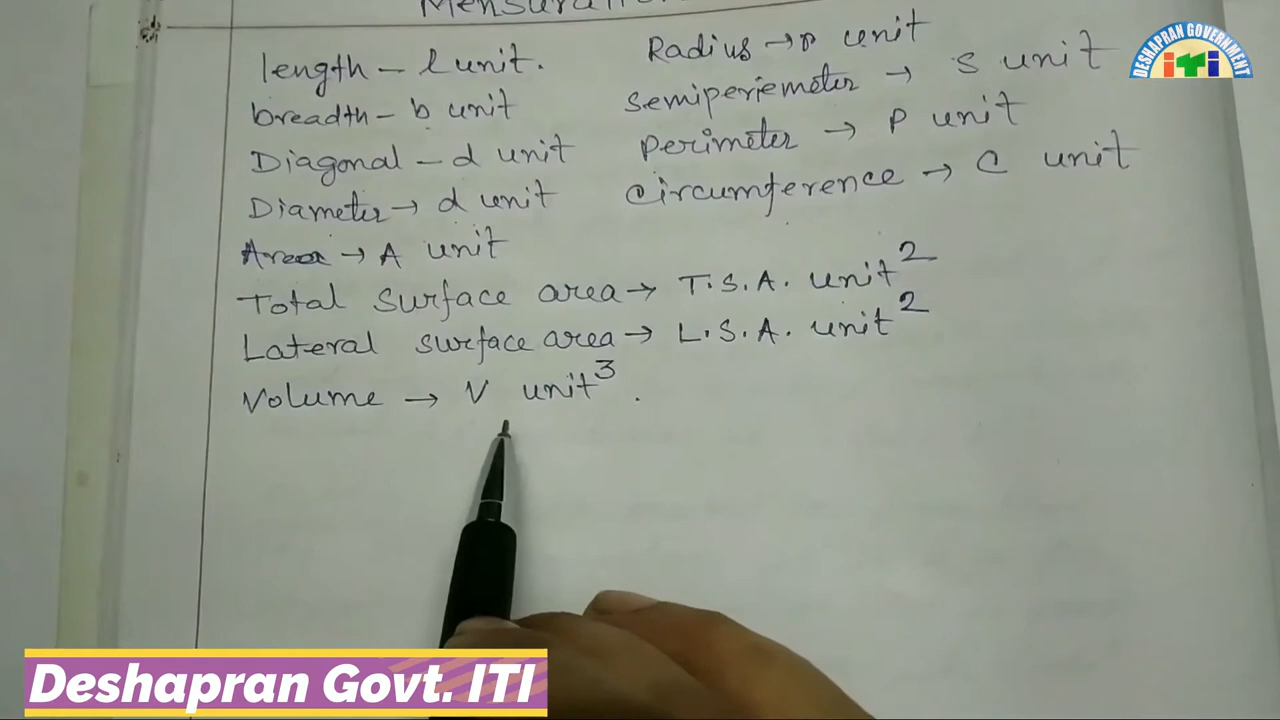 Mensuration
length – l unit.
breadth – b unit
Diagonal – d unit
Diameter → d unit
Area → A unit
Radius → r unit
Semiperiemeter → S unit
Perimeter → P unit
Circumference → C unit
Total surface area → T.S.A. unit²
Lateral surface area → L.S.A. unit²
Volume → V unit³.
DESHAPRAN GOVERNMENT
iTi
Deshapran Govt. ITI